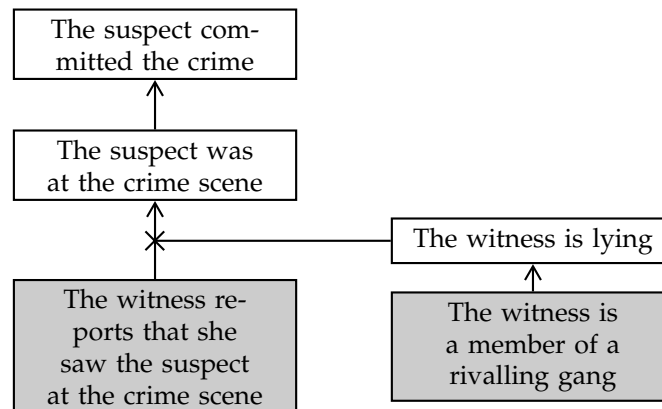 The suspect com-
mitted the crime
The suspect was
at the crime scene
The witness is lying
The witness re-
ports that she
saw the suspect
at the crime scene
The witness is
a member of a
rivalling gang